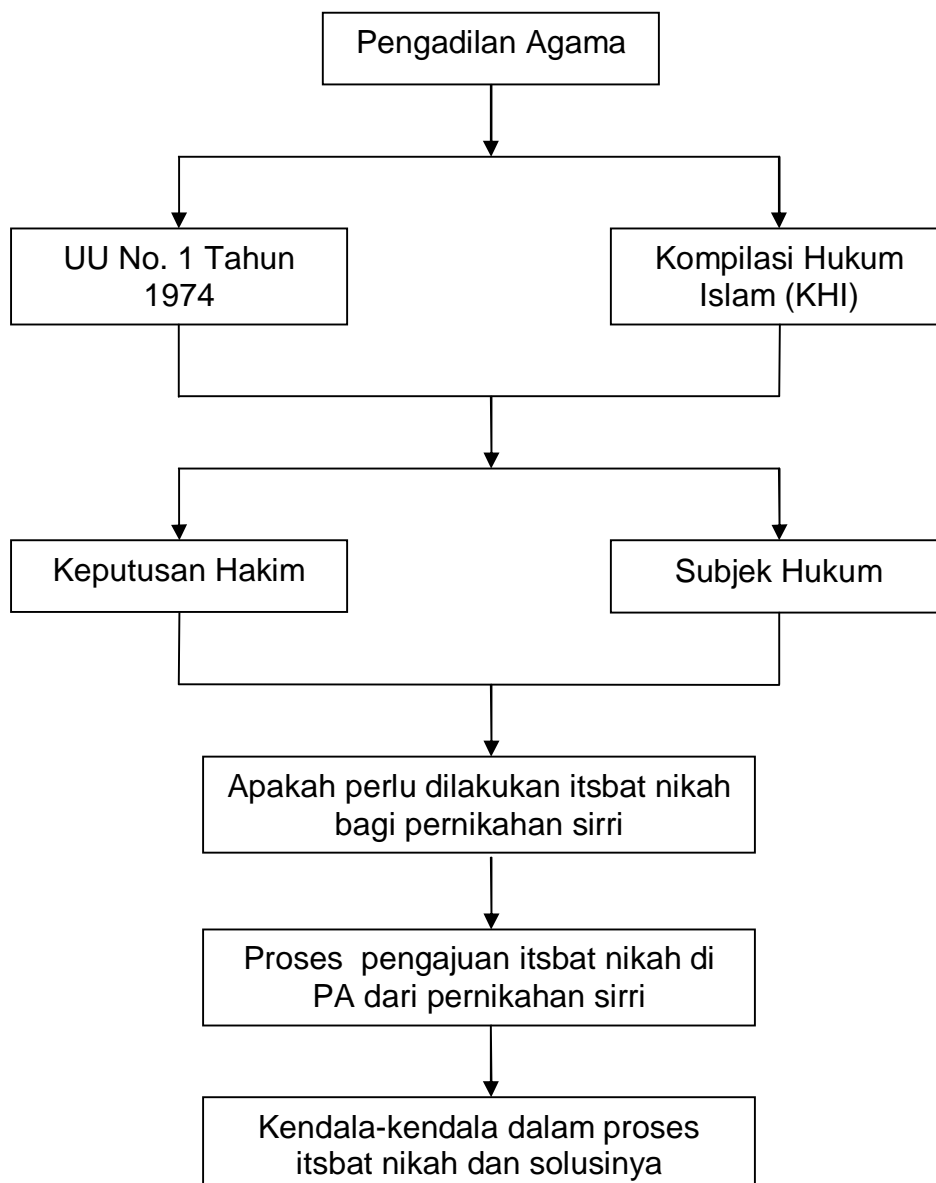 Pengadilan Agama
UU No. 1 Tahun
1974
Kompilasi Hukum
Islam (KHI)
Keputusan Hakim
Subjek Hukum
Apakah perlu dilakukan itsbat nikah
bagi pernikahan sirri
Proses pengajuan itsbat nikah di
PA dari pernikahan sirri
Kendala-kendala dalam proses
itsbat nikah dan solusinya